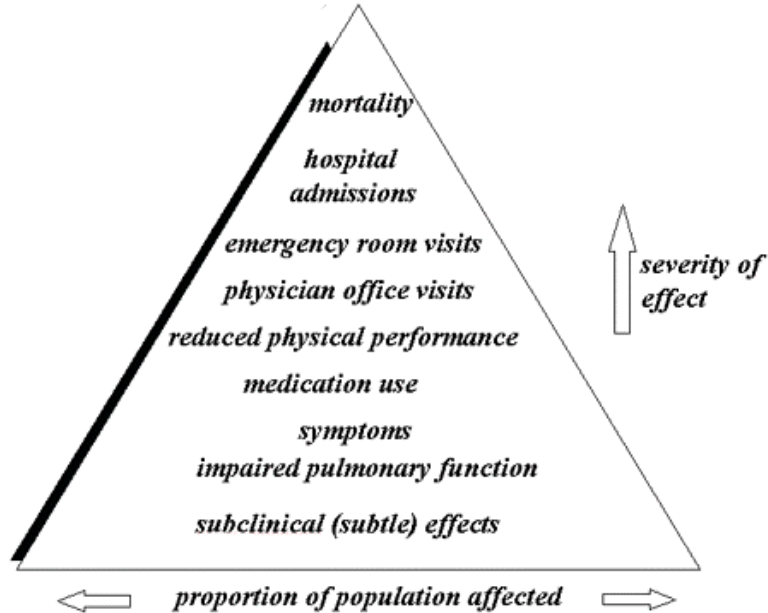 mortality
hospital
admissions
emergency room visits
physician office visits
severity of
effect
reduced physical performance
medication use
symptoms
impaired pulmonary function
subclinical (subtle) effects
proportion of population affected